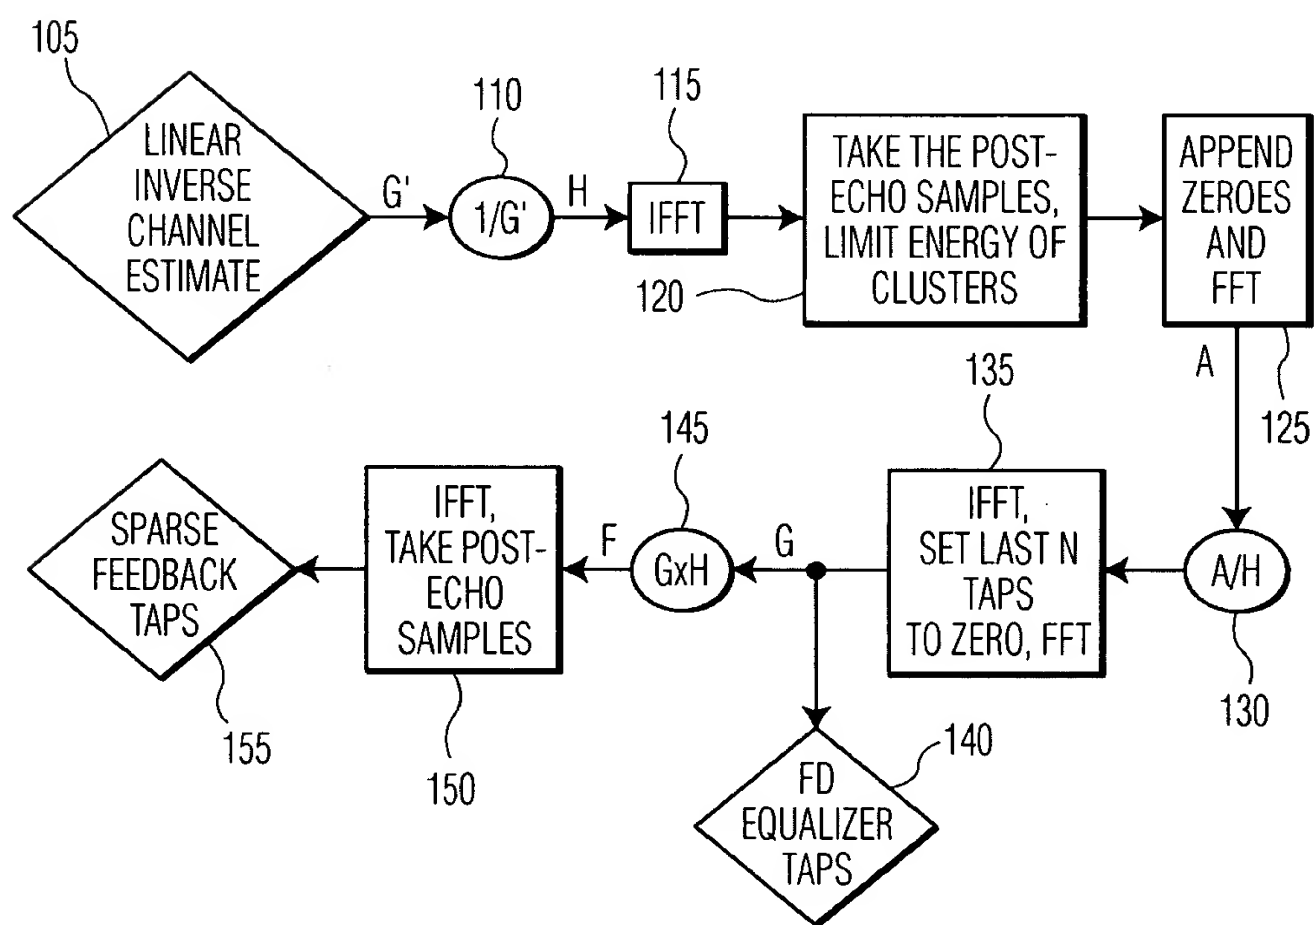 105
LINEAR
INVERSE
CHANNEL
ESTIMATE
G'
110
1/G'
H
115
IFFT
TAKE THE POST-
ECHO SAMPLES,
LIMIT ENERGY OF
CLUSTERS
120
APPEND
ZEROES
AND
FFT
125
A
A/H
130
135
IFFT,
SET LAST N
TAPS
TO ZERO, FFT
G
140
FD
EQUALIZER
TAPS
145
GxH
F
IFFT,
TAKE POST-
ECHO
SAMPLES
150
SPARSE
FEEDBACK
TAPS
155